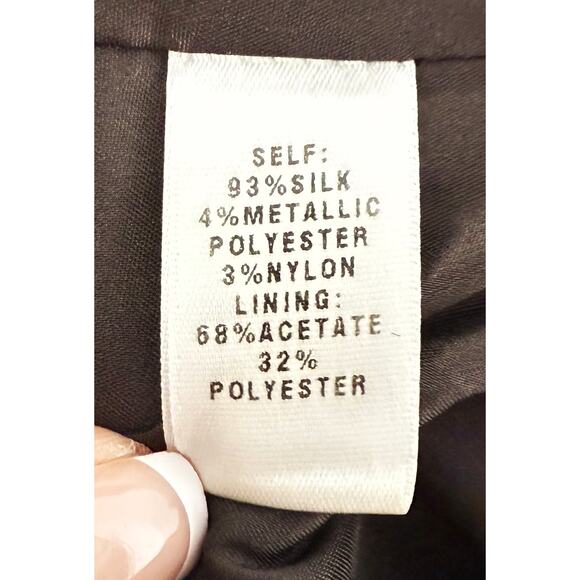 SELF:
93%SILK
4%METALLIC
POLYESTER
3%NYLON
LINING:
68%ACETATE
32%
POLYESTER